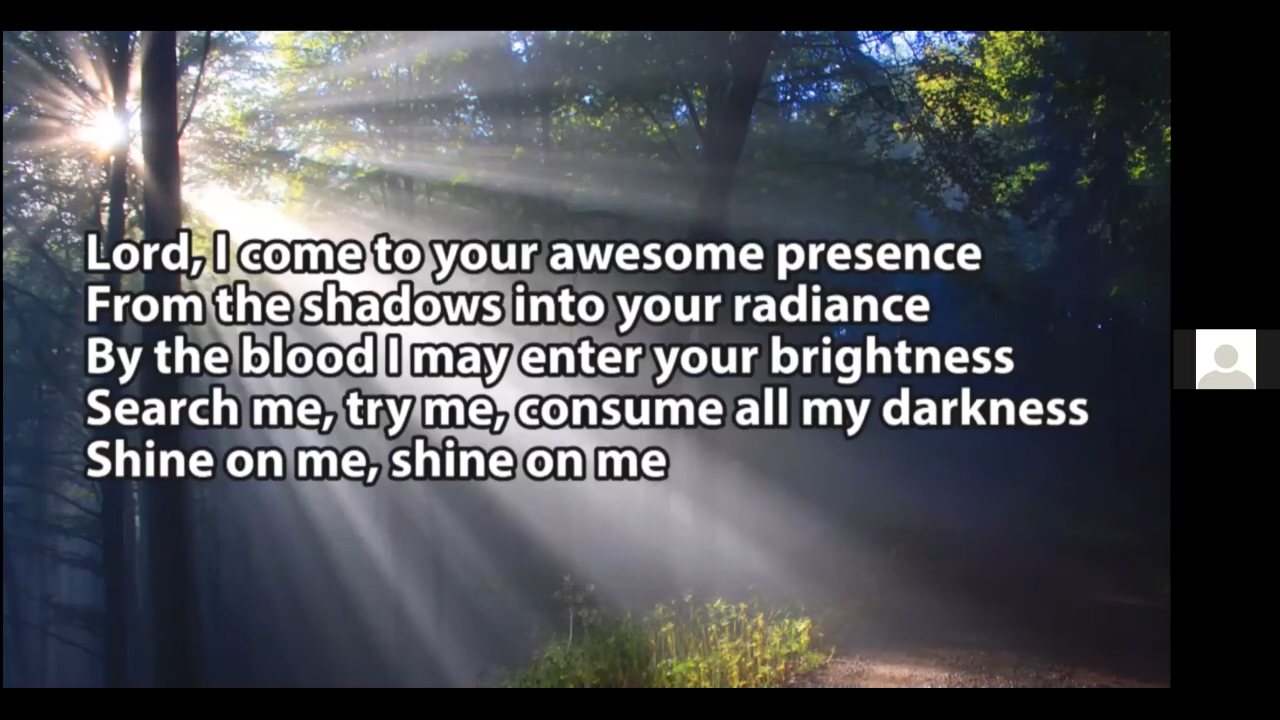 Lord, I come to your awesome presence
From the shadows into your radiance
By the blood I may enter your brightness
Search me, try me, consume all my darkness
Shine on me, shine on me